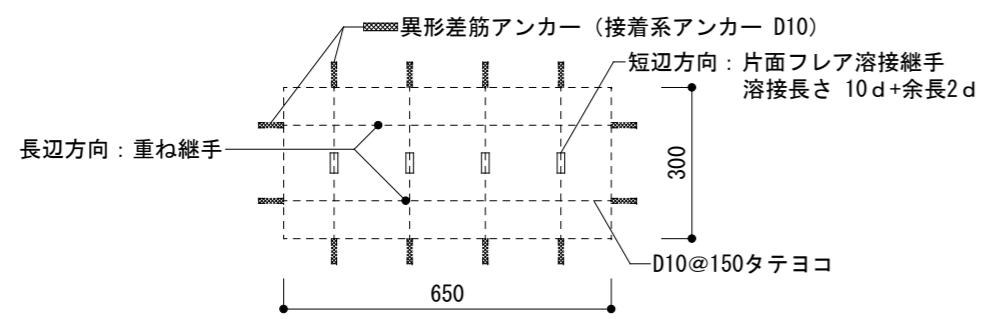 異形差筋アンカー（接着系アンカー D10）
短辺方向：片面フレア溶接継手
溶接長さ 10d+余長2d
長辺方向：重ね継手
300
D10@150タテヨコ
650